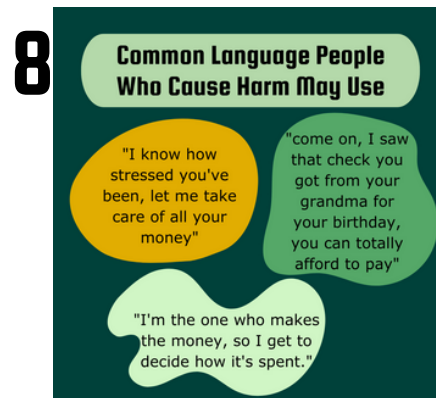 8
Common Language People
Who Cause Harm May Use
"I know how
stressed you've
been, let me take
care of all your
money"
"come on, I saw
that check you
got from your
grandma for
your birthday,
you can totally
afford to pay"
"I'm the one who makes
the money, so I get to
decide how it's spent."